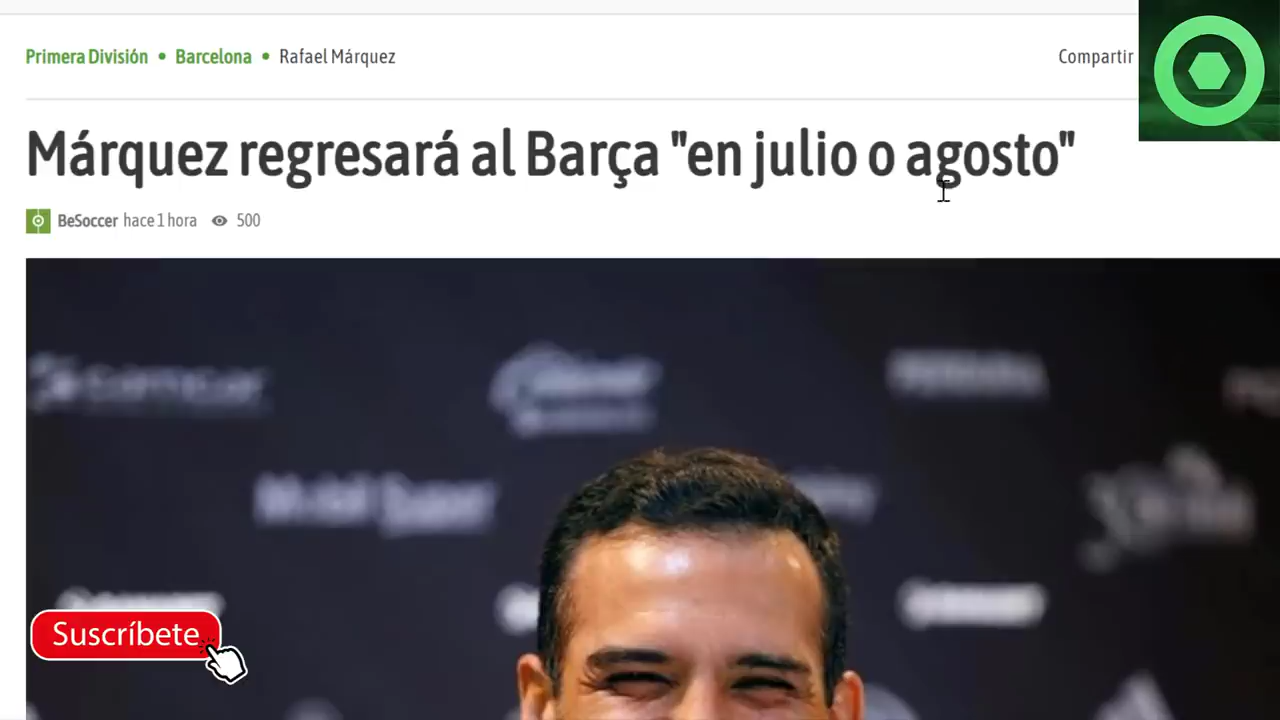 Primera División • Barcelona • Rafael Márquez
Compartir
Márquez regresará al Barça "en julio o agosto"
BeSoccer hace 1 hora 500
Suscríbete